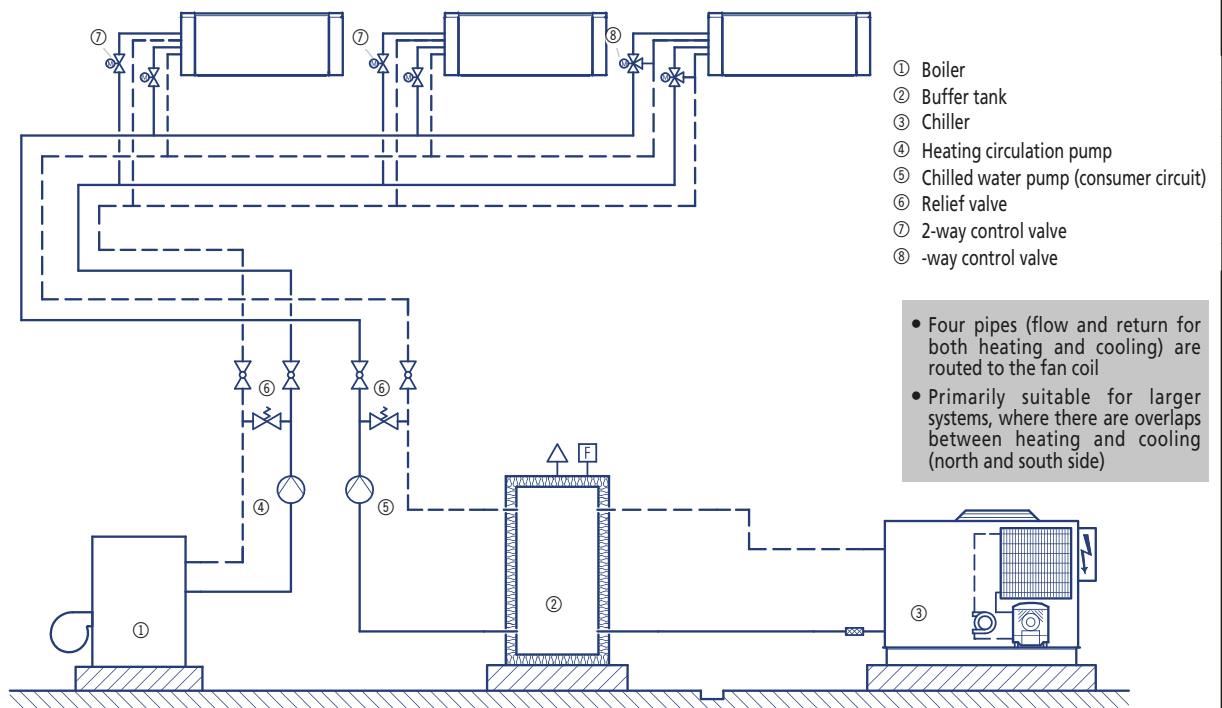 ⑦
⑦
⑧
M
M
M
M
M
M
① Boiler
② Buffer tank
③ Chiller
④ Heating circulation pump
⑤ Chilled water pump (consumer circuit)
⑥ Relief valve
⑦ 2-way control valve
⑧ -way control valve
• Four pipes (flow and return for
both heating and cooling) are
routed to the fan coil
• Primarily suitable for larger
systems, where there are overlaps
between heating and cooling
(north and south side)
⑥
⑥
F
④
⑤
①
②
③